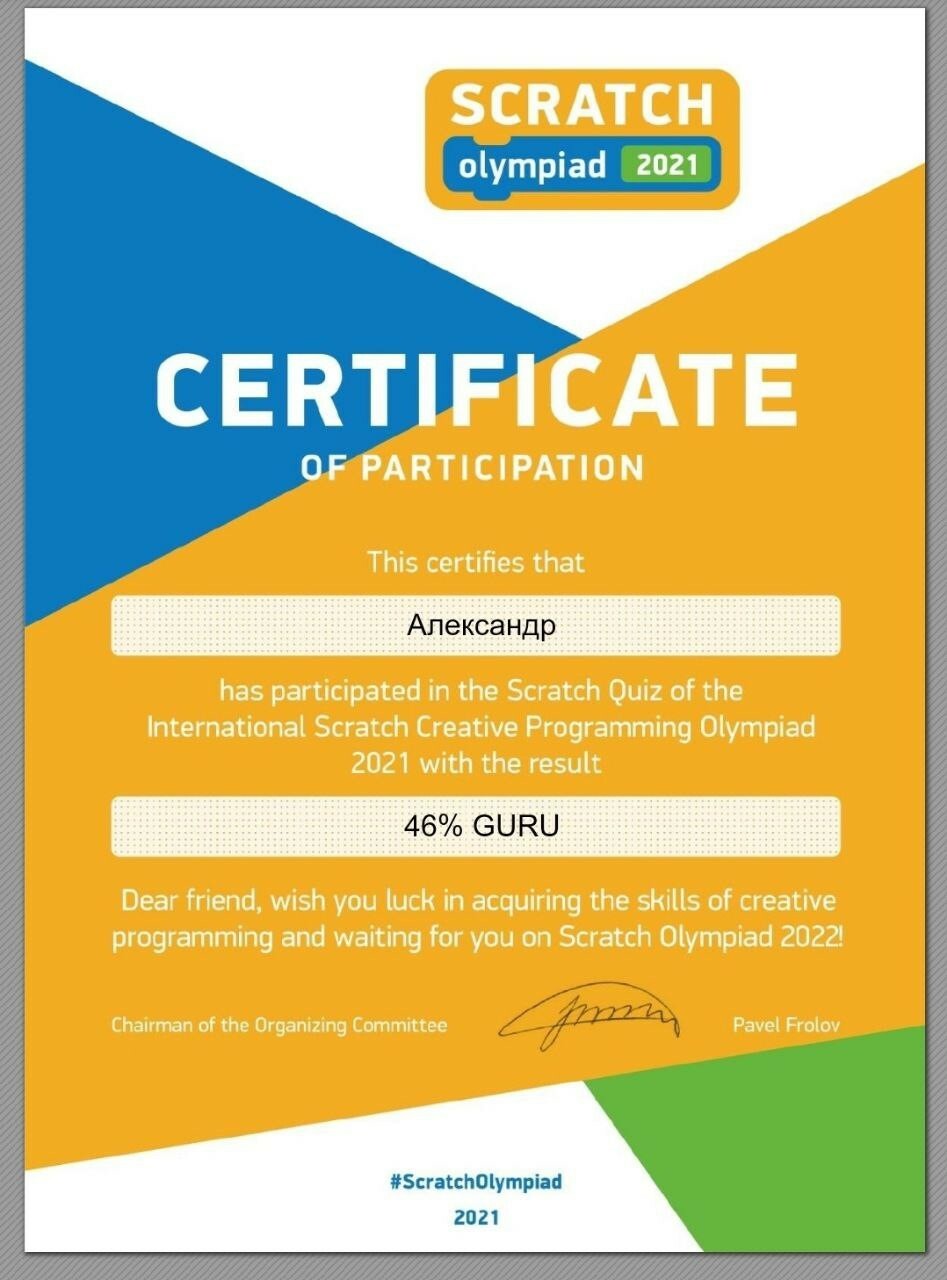 SCRATCH
olympiad 2021
CERTIFICATE
OF PARTICIPATION
This certifies that
Александр
has participated in the Scratch Quiz of the
International Scratch Creative Programming Olympiad
2021 with the result
46% GURU
Dear friend, wish you luck in acquiring the skills of creative
programming and waiting for you on Scratch Olympiad 2022!
Chairman of the Organizing Committee Pavel Frolov
#ScratchOlympiad
2021